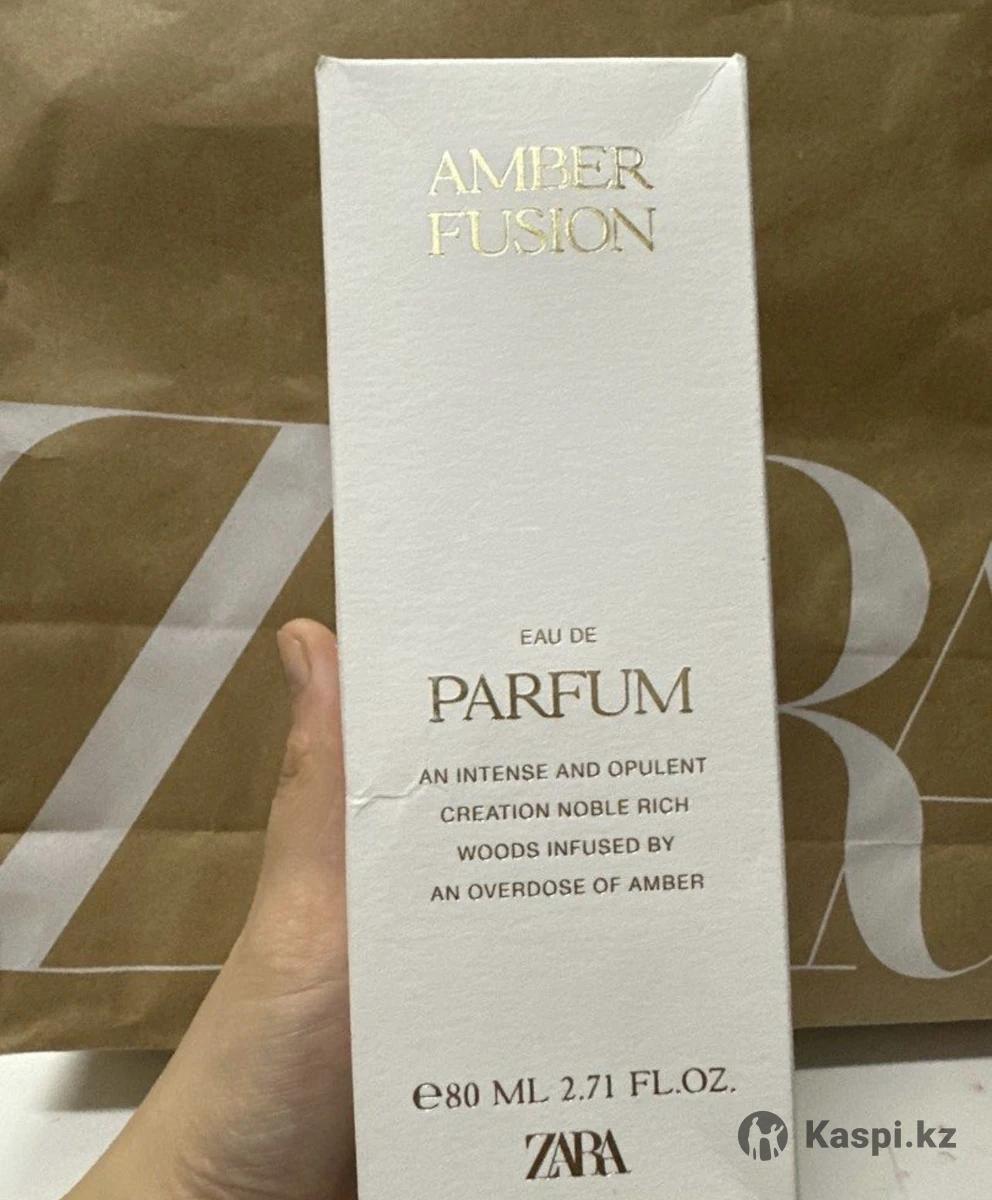 AMBER
FUSION
EAU DE
PARFUM
AN INTENSE AND OPULENT
CREATION NOBLE RICH
WOODS INFUSED BY
AN OVERDOSE OF AMBER
℮80 ML 2.71 FL.OZ.
ZARA
ZARA
Kaspi.kz